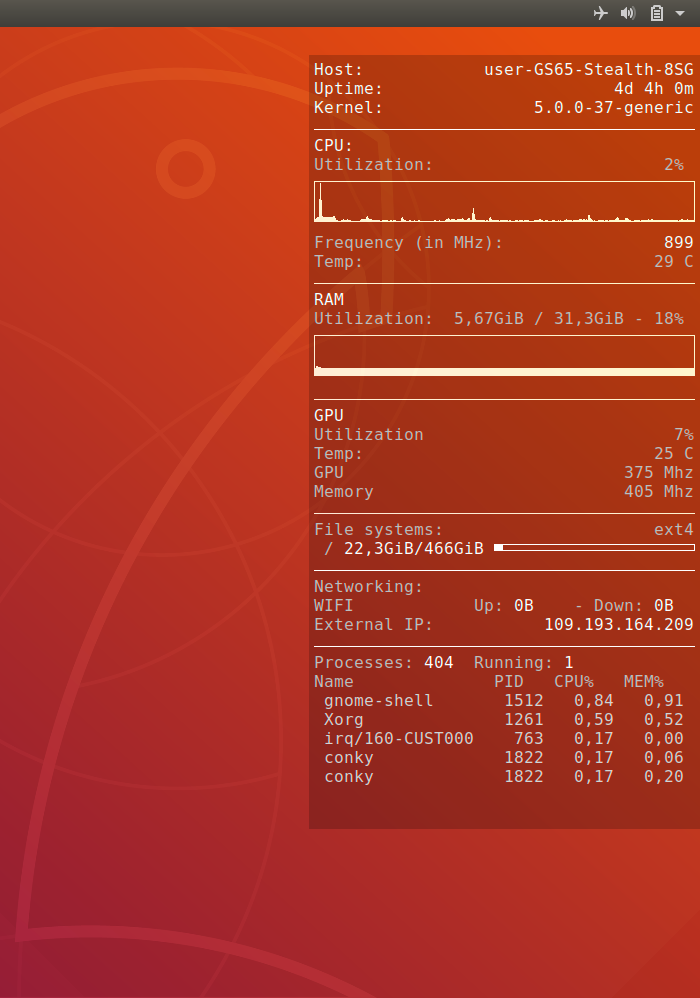 Host: user-GS65-Stealth-8SG
Uptime: 4d 4h 0m
Kernel: 5.0.0-37-generic
CPU:
Utilization: 2%
Frequency (in MHz): 899
Temp: 29 C
RAM
Utilization: 5,67GiB / 31,3GiB - 18%
GPU
Utilization 7%
Temp: 25 C
GPU 375 Mhz
Memory 405 Mhz
File systems: ext4
/ 22,3GiB/466GiB
Networking:
WIFI Up: 0B - Down: 0B
External IP: 109.193.164.209
Processes: 404 Running: 1
Name PID CPU% MEM%
gnome-shell 1512 0,84 0,91
Xorg 1261 0,59 0,52
irq/160-CUST000 763 0,17 0,00
conky 1822 0,17 0,06
conky 1822 0,17 0,20